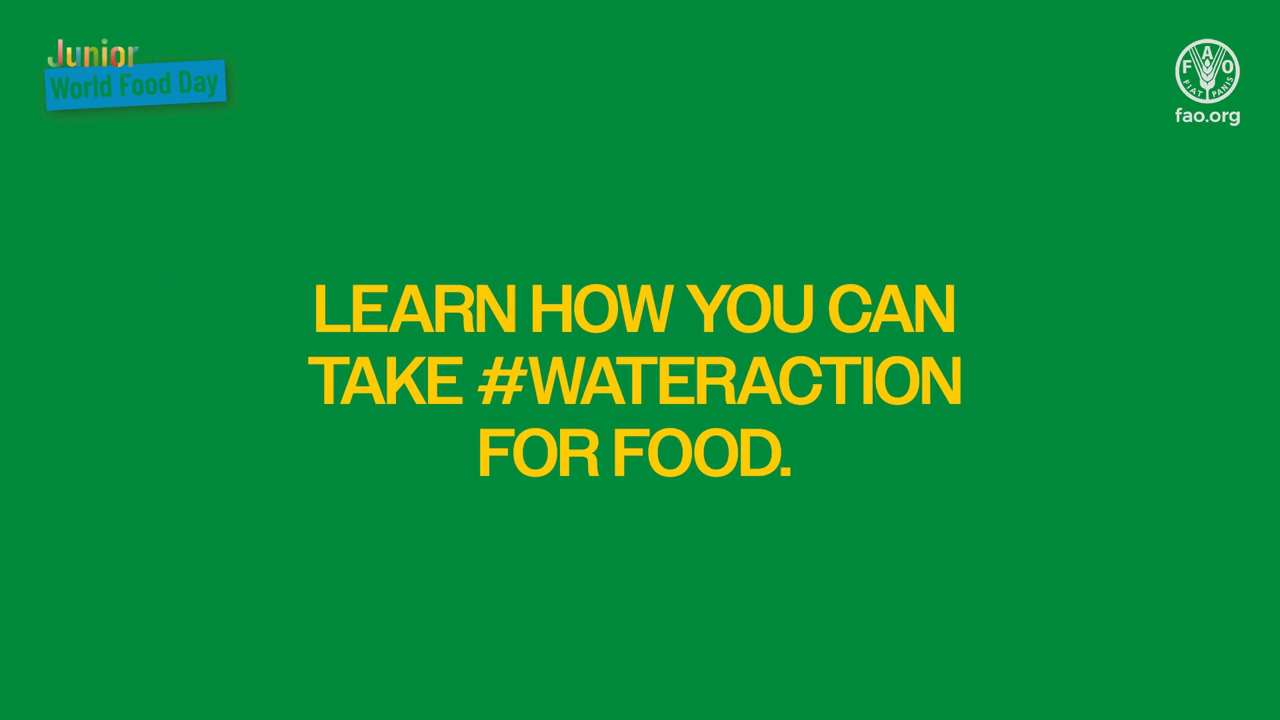 Junior
World Food Day
FAO
FIAT PANIS
fao.org
LEARN HOW YOU CAN
TAKE #WATERACTION
FOR FOOD.